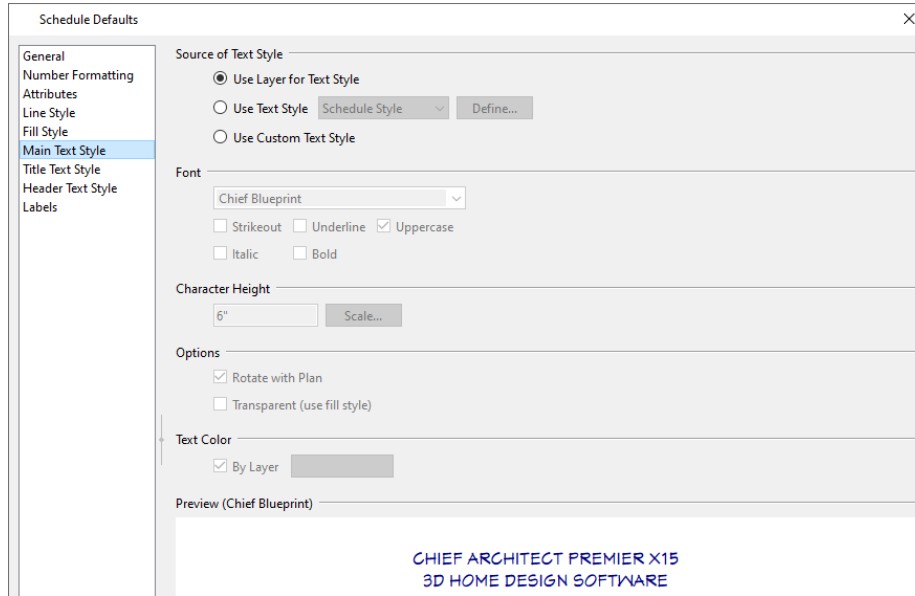 Schedule Defaults
General
Number Formatting
Attributes
Line Style
Fill Style
Main Text Style
Title Text Style
Header Text Style
Labels
Source of Text Style
Use Layer for Text Style
Use Text Style Schedule Style Define...
Use Custom Text Style
Font
Chief Blueprint
Strikeout Underline Uppercase
Italic Bold
Character Height
6" Scale...
Options
Rotate with Plan
Transparent (use fill style)
Text Color
By Layer
Preview (Chief Blueprint)
CHIEF ARCHITECT PREMIER X15
3D HOME DESIGN SOFTWARE